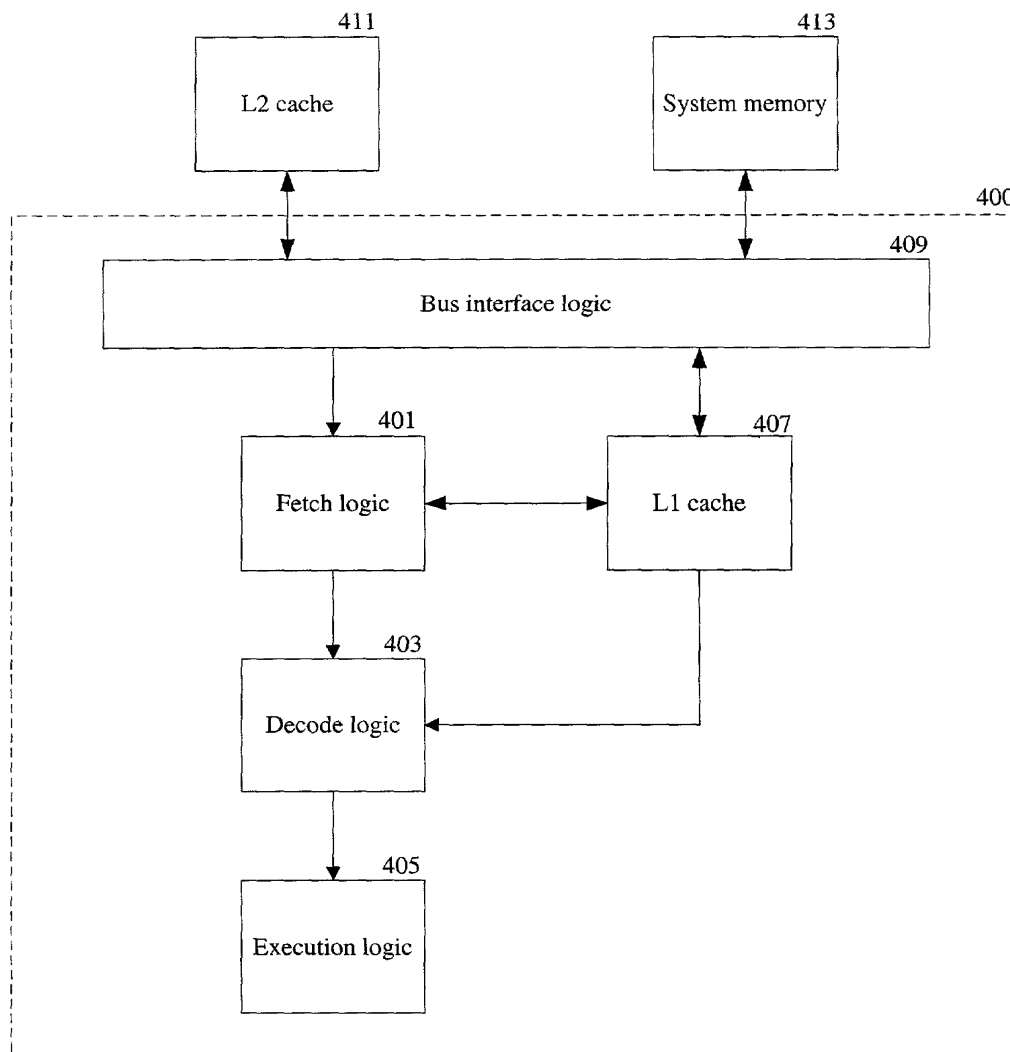 411
L2 cache
413
System memory
400
409
Bus interface logic
401
Fetch logic
407
L1 cache
403
Decode logic
405
Execution logic